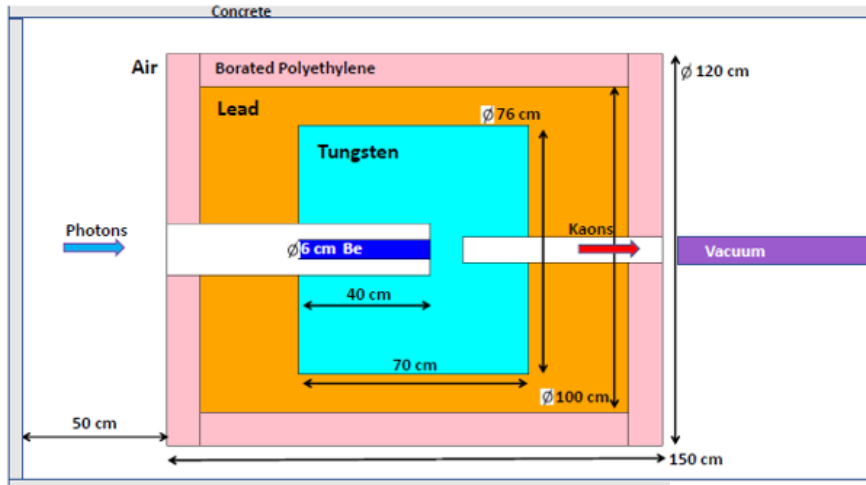 Concrete
Air
Borated Polyethylene
Ø 120 cm
Lead
Ø 76 cm
Tungsten
Photons
Kaons
Ø6 cm Be
Vacuum
40 cm
70 cm
Ø100 cm
50 cm
150 cm